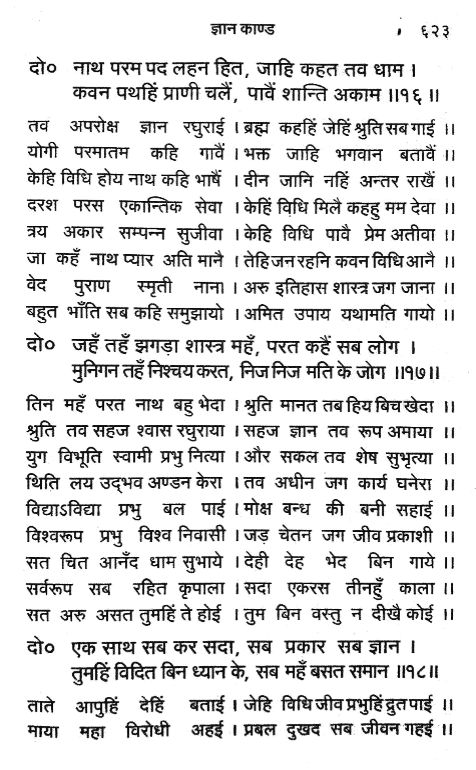 ज्ञान काण्ड ६२३
दो० नाथ परम पद लहन हित, जाहि कहत तव धाम ।
कवन पथहिं प्राणी चलैं, पावैं शान्ति अकाम ॥१६॥
तव अपरोक्ष ज्ञान रघुराई । ब्रह्म कहहिं जेहिं श्रुति सब गाई ॥
योगी परमातम कहि गावैं । भक्त जाहि भगवान बतावैं ॥
केहि विधि होय नाथ कहि भाषैं । दीन जानि नहिं अन्तर राखैं ॥
दरश परस एकान्तिक सेवा । केहिं विधि मिलै कहहु मम देवा ॥
त्रय अकार सम्पन्न सुजीवा । केहि विधि पावै प्रेम अतीवा ॥
जा कहँ नाथ प्यार अति मानै । तेहि जन रहनि कवन विधि आनै ॥
वेद पुराण स्मृती नाना । अरु इतिहास शास्त्र जग जाना ॥
बहुत भाँति सब कहि समुझायो । अमित उपाय यथामति गायो ॥
दो० जहँ तहँ झगड़ा शास्त्र महँ, परत कहैं सब लोग ।
मुनिगन तहँ निश्चय करत, निज निज मति के जोग ॥१७॥
तिन महँ परत नाथ बहु भेदा । श्रुति मानत तब हिय बिच खेदा ॥
श्रुति तव सहज श्वास रघुराया । सहज ज्ञान तव रूप अमाया ॥
युग विभूति स्वामी प्रभु नित्या । और सकल तव शेष सुभृत्या ॥
थिति लय उद्भव अण्डन केरा । तव अधीन जग कार्य घनेरा ॥
विद्याऽविद्या प्रभु बल पाई । मोक्ष बन्ध की बनी सहाई ॥
विश्वरूप प्रभु विश्व निवासी । जड़ चेतन जग जीव प्रकाशी ॥
सत चित आनँद धाम सुभाये । देही देह भेद बिन गाये ॥
सर्वरूप सब रहित कृपाला । सदा एकरस तीनहुँ काला ॥
सत अरु असत तुमहिं ते होई । तुम बिन वस्तु न दीखै कोई ॥
दो० एक साथ सब कर सदा, सब प्रकार सब ज्ञान ।
तुमहिं विदित बिन ध्यान के, सब महँ बसत समान ॥१८॥
ताते आपुहिं देहिं बताई । जेहि विधि जीव प्रभुहिं द्रुत पाई ॥
माया महा विरोधी अहई । प्रबल दुखद सब जीवन गहई ॥